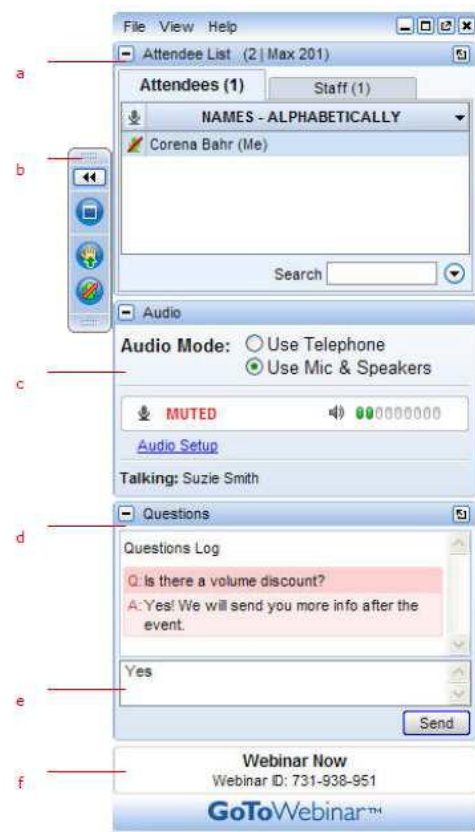 File View Help
Attendee List (2 | Max 201)
a
Attendees (1)
Staff (1)
NAMES - ALPHABETICALLY
b
Corena Bahr (Me)
Search
Audio
Audio Mode:
Use Telephone
Use Mic & Speakers
c
MUTED
Audio Setup
Talking: Suzie Smith
Questions
d
Questions Log
Q: Is there a volume discount?
A: Yes! We will send you more info after the
event.
Yes
e
Send
Webinar Now
Webinar ID: 731-938-951
f
GoToWebinar™